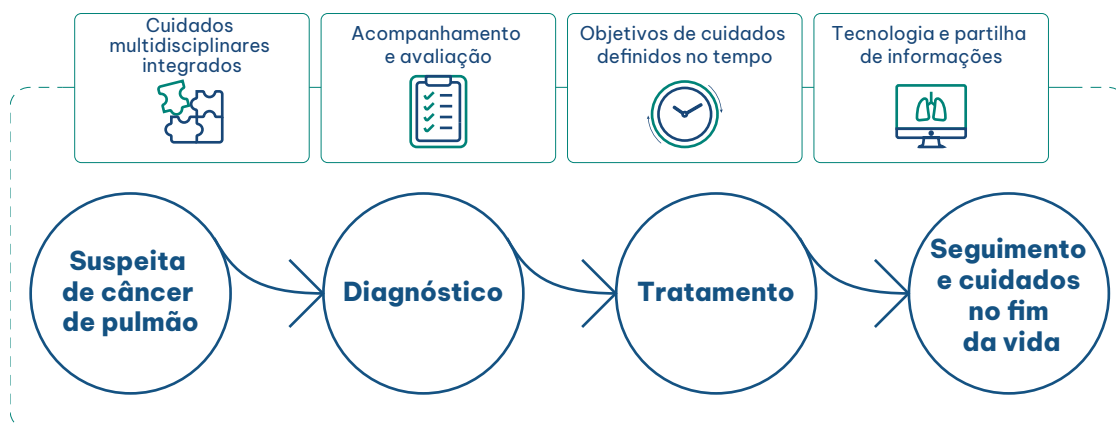 Cuidados
multidisciplinares
integrados
Acompanhamento
e avaliação
Objetivos de cuidados
definidos no tempo
Tecnologia e partilha
de informações
Suspeita
de câncer
de pulmão
Diagnóstico
Tratamento
Seguimento
e cuidados
no fim
da vida